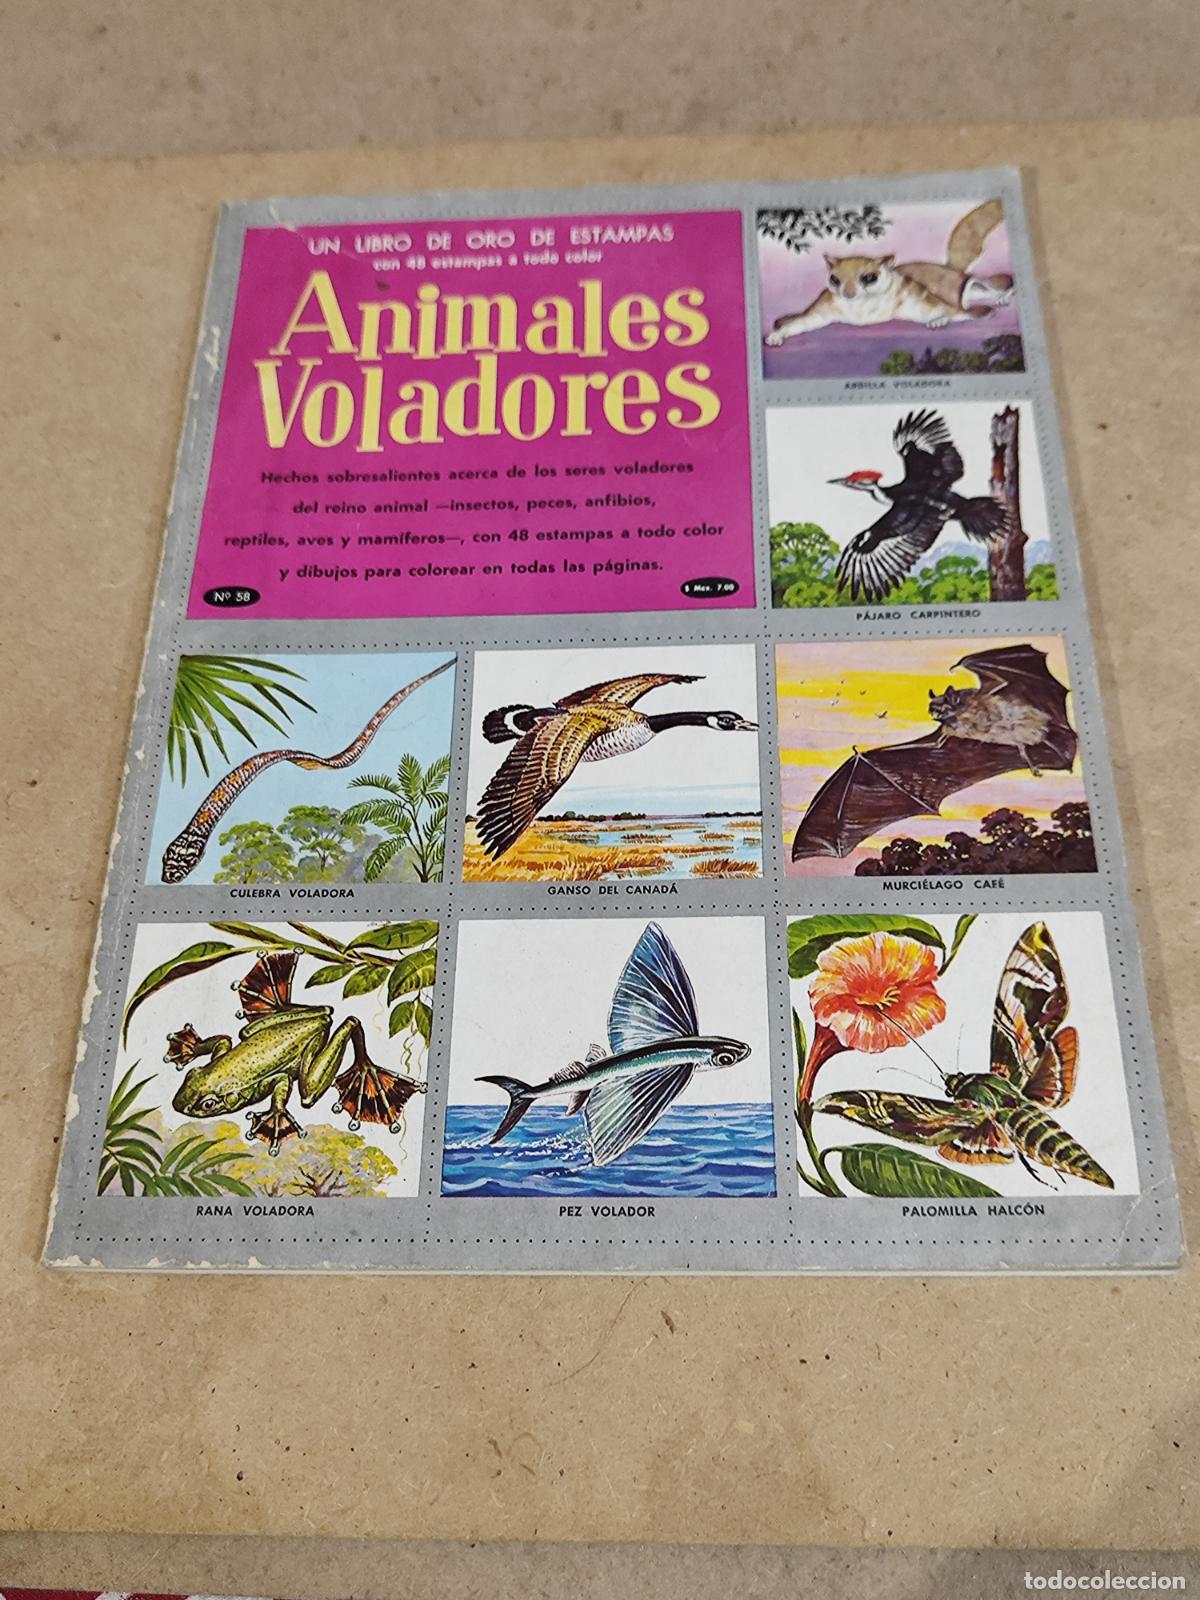 UN LIBRO DE ORO DE ESTAMPAS
con 48 estampas a todo color
Animales
Voladores
Hechos sobresalientes acerca de los seres voladores
del reino animal —insectos, peces, anfibios,
reptiles, aves y mamíferos—, con 48 estampas a todo color
y dibujos para colorear en todas las páginas.
Nº 58
$ Mex. 7.00
ARDILLA VOLADORA
PÁJARO CARPINTERO
CULEBRA VOLADORA
GANSO DEL CANADÁ
MURCIÉLAGO CAFÉ
RANA VOLADORA
PEZ VOLADOR
PALOMILLA HALCÓN
todocoleccion